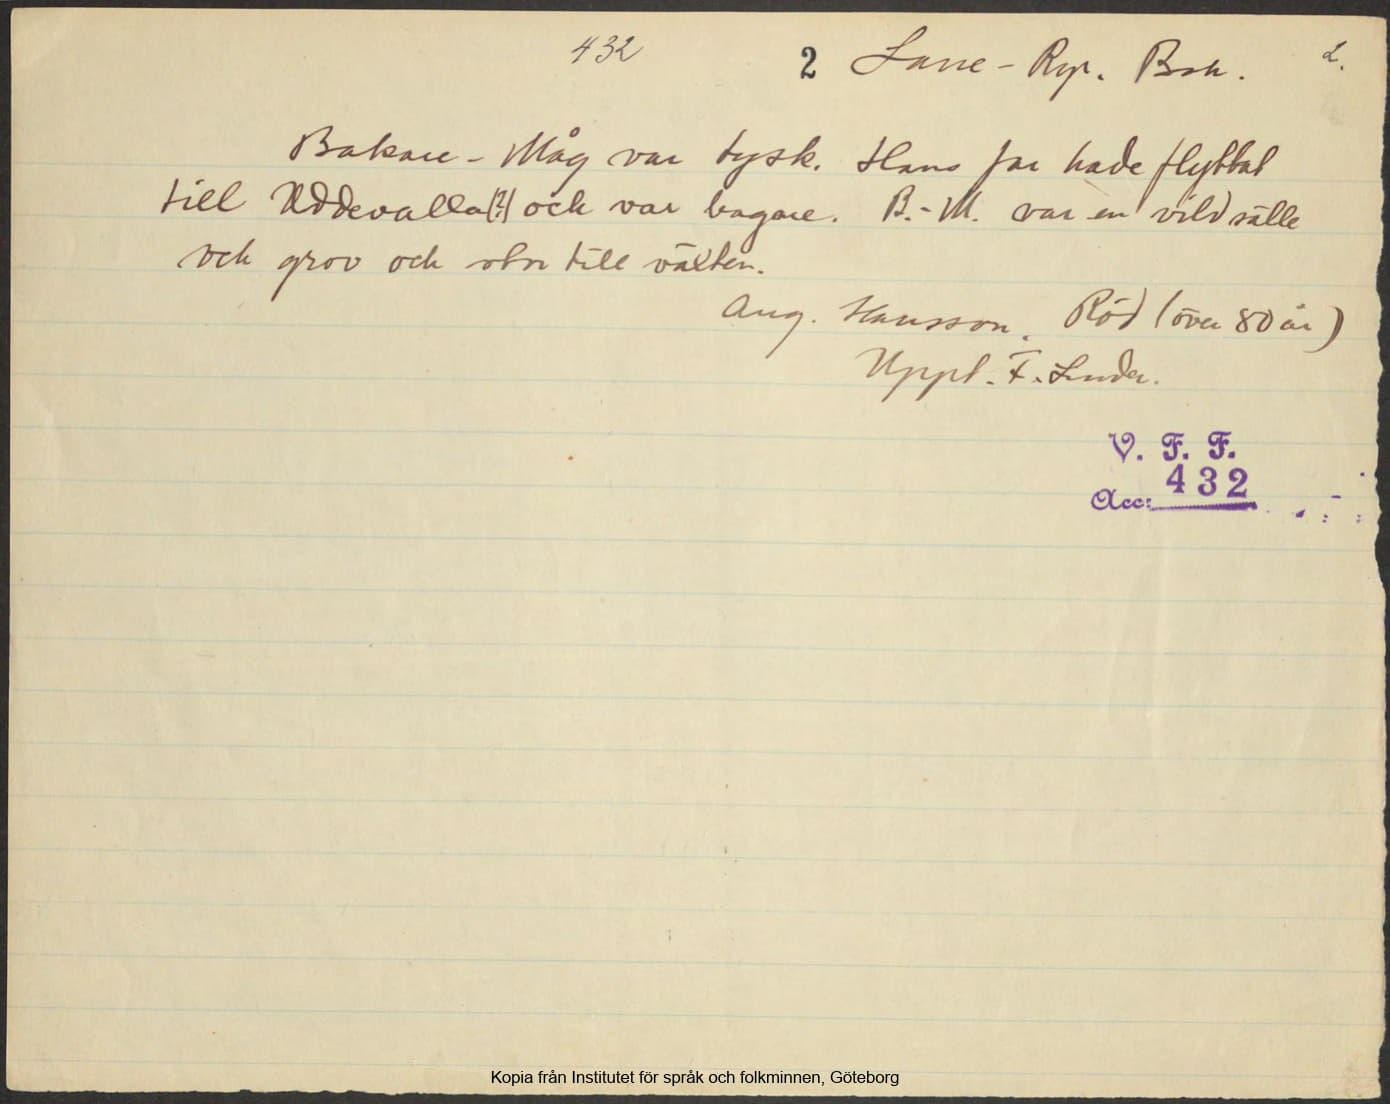 432 2 Lane-Ryr. Boh. 2.
Bakare-Måg var tysk. Hans far hade flyttat
till Uddevalla(?) och var bagare. B.-M. var en vild sälle
och grov och stor till växten.
Aug. Hansson. Röd (över 80 år)
Uppt. F. Linder.
V. F. F.
Acc: 432
Kopia från Institutet för språk och folkminnen, Göteborg